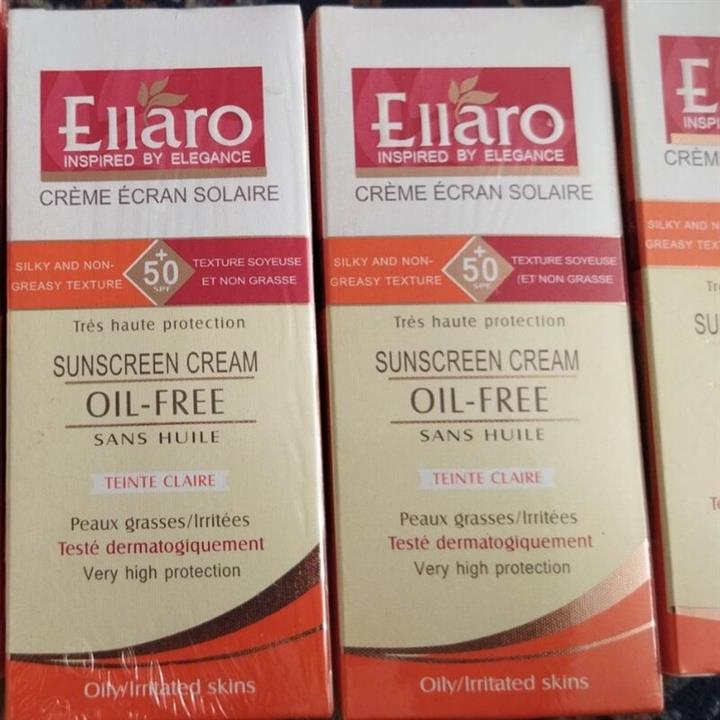 Ellaro
INSPIRED BY ELEGANCE
CRÈME ÉCRAN SOLAIRE
SILKY AND NON-
GREASY TEXTURE
+
50
SPF
TEXTURE SOYEUSE
ET NON GRASSE
Très haute protection
SUNSCREEN CREAM
OIL-FREE
SANS HUILE
TEINTE CLAIRE
Peaux grasses/Irritées
Testé dermatogiquement
Very high protection
Oily/Irritated skins
Ellaro
INSPIRED BY ELEGANCE
CRÈME ÉCRAN SOLAIRE
SILKY AND NON-
GREASY TEXTURE
+
50
SPF
TEXTURE SOYEUSE
(ET NON GRASSE
Très haute protection
SUNSCREEN CREAM
OIL-FREE
SANS HUILE
TEINTE CLAIRE
Peaux grasses/Irritées
Testé dermatogiquement
Very high protection
Oily/Irritated skins
SILKY AND NON-